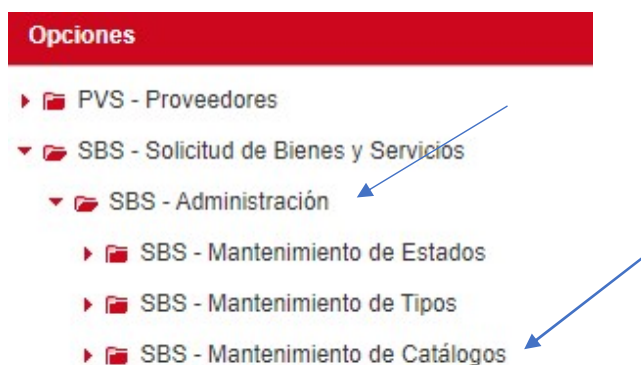 Opciones
PVS - Proveedores
SBS - Solicitud de Bienes y Servicios
SBS - Administración
SBS - Mantenimiento de Estados
SBS - Mantenimiento de Tipos
SBS - Mantenimiento de Catálogos